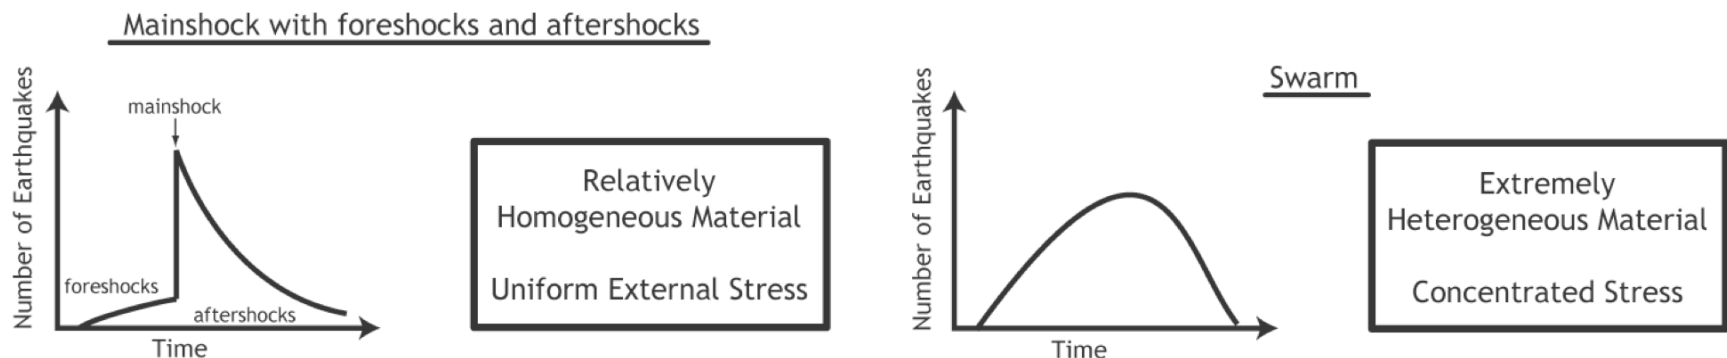 Mainshock with foreshocks and aftershocks
Number of Earthquakes
mainshock
foreshocks
aftershocks
Time
Relatively
Homogeneous Material
Uniform External Stress
Swarm
Number of Earthquakes
Time
Extremely
Heterogeneous Material
Concentrated Stress